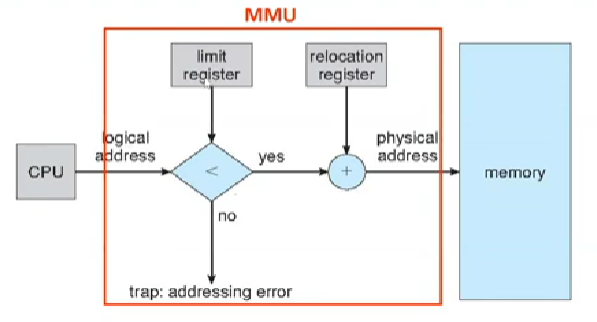 MMU
limit
register
relocation
register
logical
address
physical
address
CPU
<
yes
+
memory
no
trap: addressing error